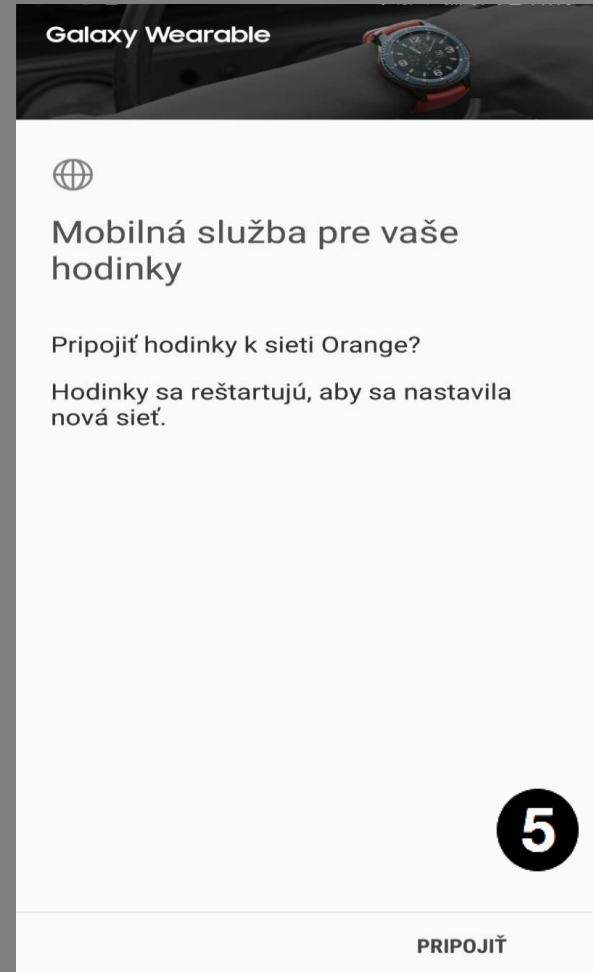 Galaxy Wearable
Mobilná služba pre vaše
hodinky
Pripojiť hodinky k sieti Orange?
Hodinky sa reštartujú, aby sa nastavila
nová sieť.
5
PRIPOJIŤ